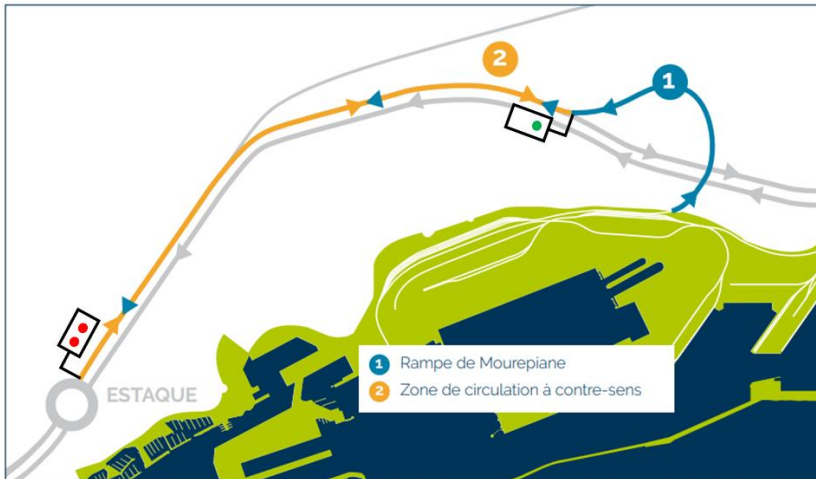 2
1
ESTAQUE
1 Rampe de Mourepiane
2 Zone de circulation à contre-sens